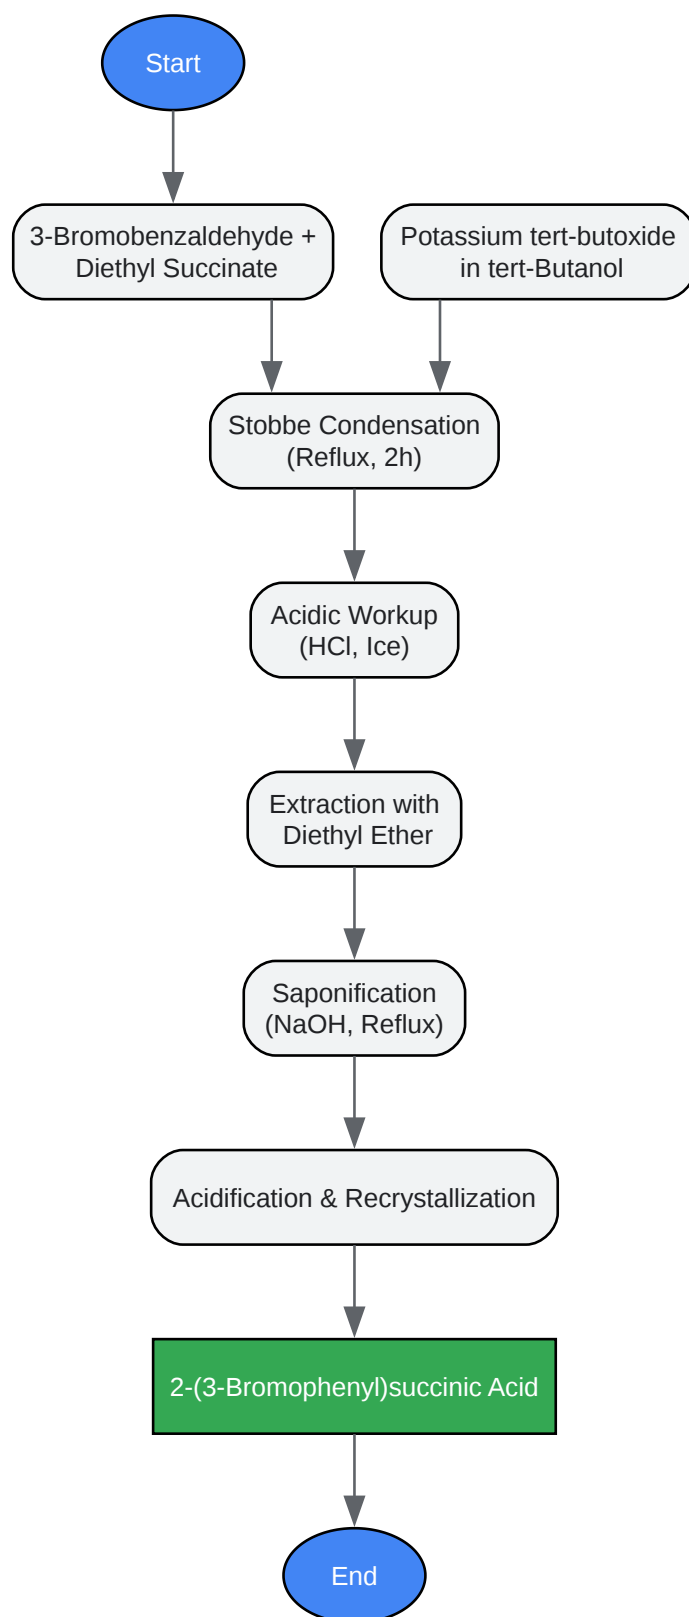 Start
3-Bromobenzaldehyde +
Diethyl Succinate
Potassium tert-butoxide
in tert-Butanol
Stobbe Condensation
(Reflux, 2h)
Acidic Workup
(HCl, Ice)
Extraction with
Diethyl Ether
Saponification
(NaOH, Reflux)
Acidification & Recrystallization
2-(3-Bromophenyl)succinic Acid
End